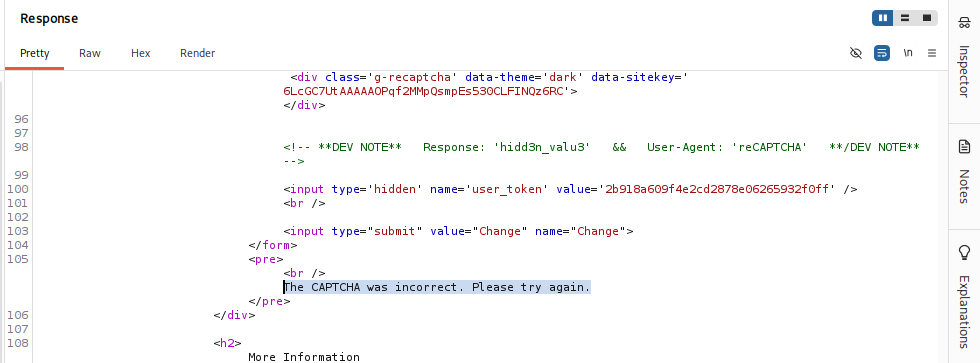 Response
Pretty Raw Hex Render \n
<div class='g-recaptcha' data-theme='dark' data-sitekey='
6LcGC7UtAAAAAOPqf2MMpQsmpEs530CLFINQz6RC'>
</div>
96
97
98 <!-- **DEV NOTE** Response: 'hidd3n_valu3' && User-Agent: 'reCAPTCHA' **/DEV NOTE**
-->
99
100 <input type='hidden' name='user_token' value='2b918a609f4e2cd2878e06265932f0ff' />
101 <br />
102
103 <input type="submit" value="Change" name="Change">
104 </form>
105 <pre>
<br />
The CAPTCHA was incorrect. Please try again.
</pre>
106 </div>
107
108 <h2>
More Information
Inspector
Notes
Explanations